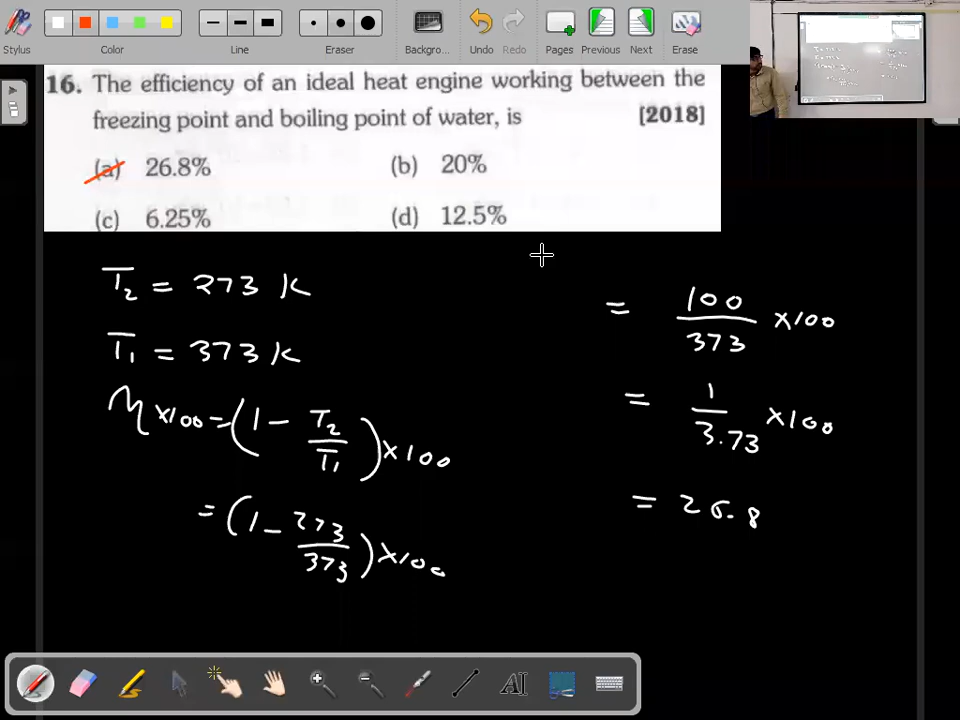 Stylus
Color
Line
Eraser
Backgro...
Undo
Redo
Pages
Previous
Next
Erase
16. The efficiency of an ideal heat engine working between the
freezing point and boiling point of water, is [2018]
(a) 26.8% (b) 20%
(c) 6.25% (d) 12.5%
T₂ = 273 K
T₁ = 373 K
η×100 = (1 - T₂/T₁) ×100
= (1 - 273/373) ×100
= 100/373 ×100
= 1/3.73 ×100
= 26.8
AI